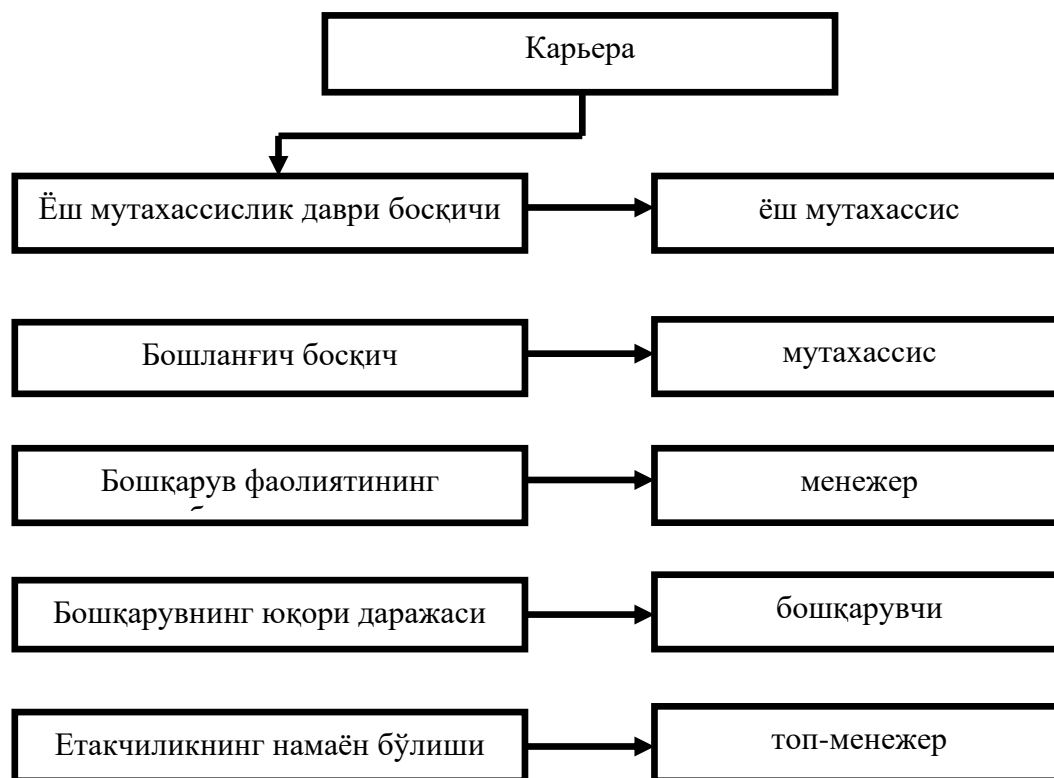 Карьера
Ёш мутахассислик даври босқичи
ёш мутахассис
Бошланғич босқич
мутахассис
Бошқарув фаолиятининг
менежер
Бошқарувнинг юқори даражаси
бошқарувчи
Етакчиликнинг намаён бўлиши
топ-менежер